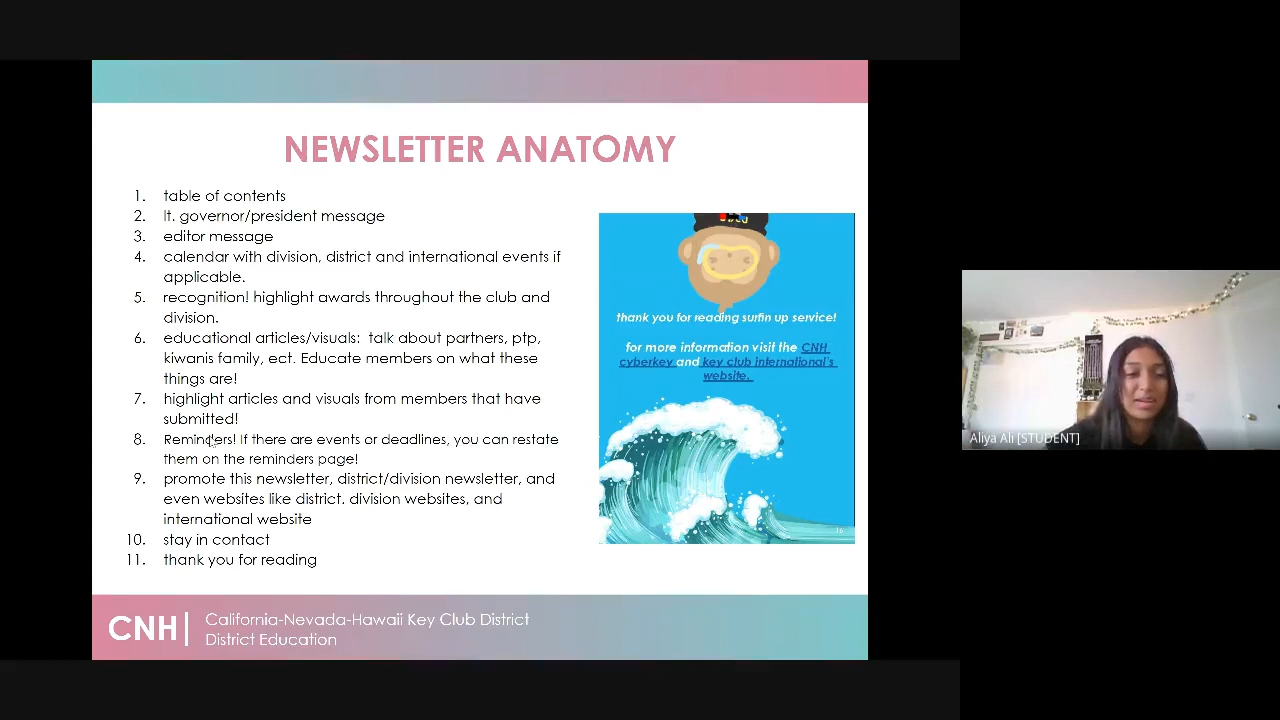 NEWSLETTER ANATOMY
1. table of contents
2. lt. governor/president message
3. editor message
4. calendar with division, district and international events if
applicable.
5. recognition! highlight awards throughout the club and
division.
6. educational articles/visuals:  talk about partners, ptp,
kiwanis family, ect. Educate members on what these
things are!
7. highlight articles and visuals from members that have
submitted!
8. Reminders! If there are events or deadlines, you can restate
them on the reminders page!
9. promote this newsletter, district/division newsletter, and
even websites like district. division websites, and
international website
10. stay in contact
11. thank you for reading
thank you for reading surfin up service!
for more information visit the CNH
cyberkey and key club international's
website.
16
CNH
California-Nevada-Hawaii Key Club District
District Education
Aliya Ali [STUDENT]